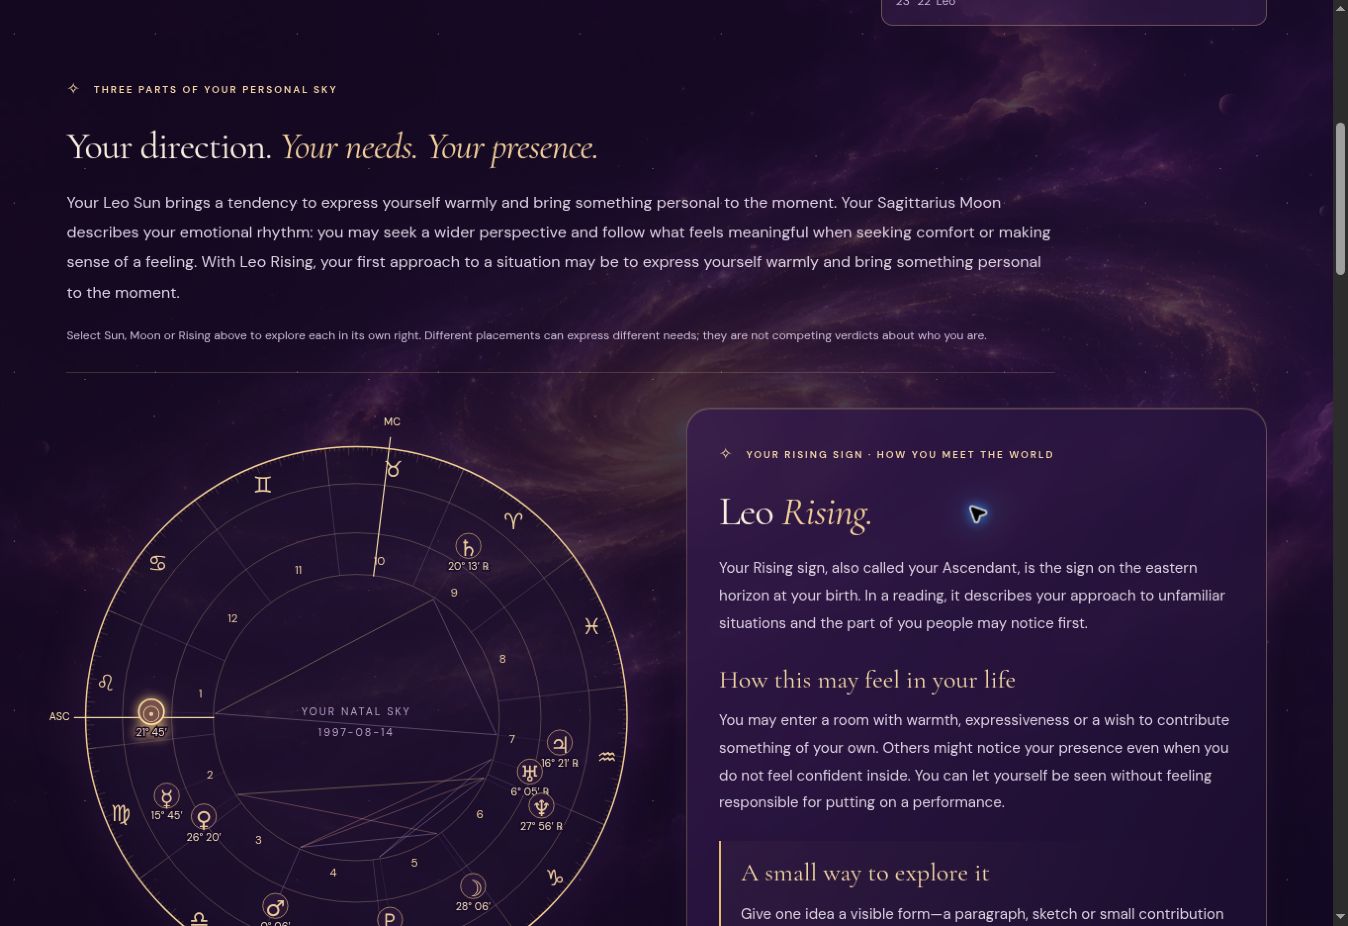 23° 22' Leo
THREE PARTS OF YOUR PERSONAL SKY
Your direction. Your needs. Your presence.
Your Leo Sun brings a tendency to express yourself warmly and bring something personal to the moment. Your Sagittarius Moon
describes your emotional rhythm: you may seek a wider perspective and follow what feels meaningful when seeking comfort or making
sense of a feeling. With Leo Rising, your first approach to a situation may be to express yourself warmly and bring something personal
to the moment.
Select Sun, Moon or Rising above to explore each in its own right. Different placements can express different needs; they are not competing verdicts about who you are.
MC
♉
♊
♈
10
11
♄
20° 13' ℞
♋
9
12
♓
8
♌
1
ASC
☉
21° 45'
YOUR NATAL SKY
1997-08-14
7
♃
16° 21' ℞
♒
♅
6° 05' ℞
2
☿
15° 45'
♆
27° 56' ℞
♍
♀
26° 20'
6
3
5
4
♑
☽
28° 06'
♂
0° 06'
♇
♎
YOUR RISING SIGN · HOW YOU MEET THE WORLD
Leo Rising.
Your Rising sign, also called your Ascendant, is the sign on the eastern
horizon at your birth. In a reading, it describes your approach to unfamiliar
situations and the part of you people may notice first.
How this may feel in your life
You may enter a room with warmth, expressiveness or a wish to contribute
something of your own. Others might notice your presence even when you
do not feel confident inside. You can let yourself be seen without feeling
responsible for putting on a performance.
A small way to explore it
Give one idea a visible form—a paragraph, sketch or small contribution